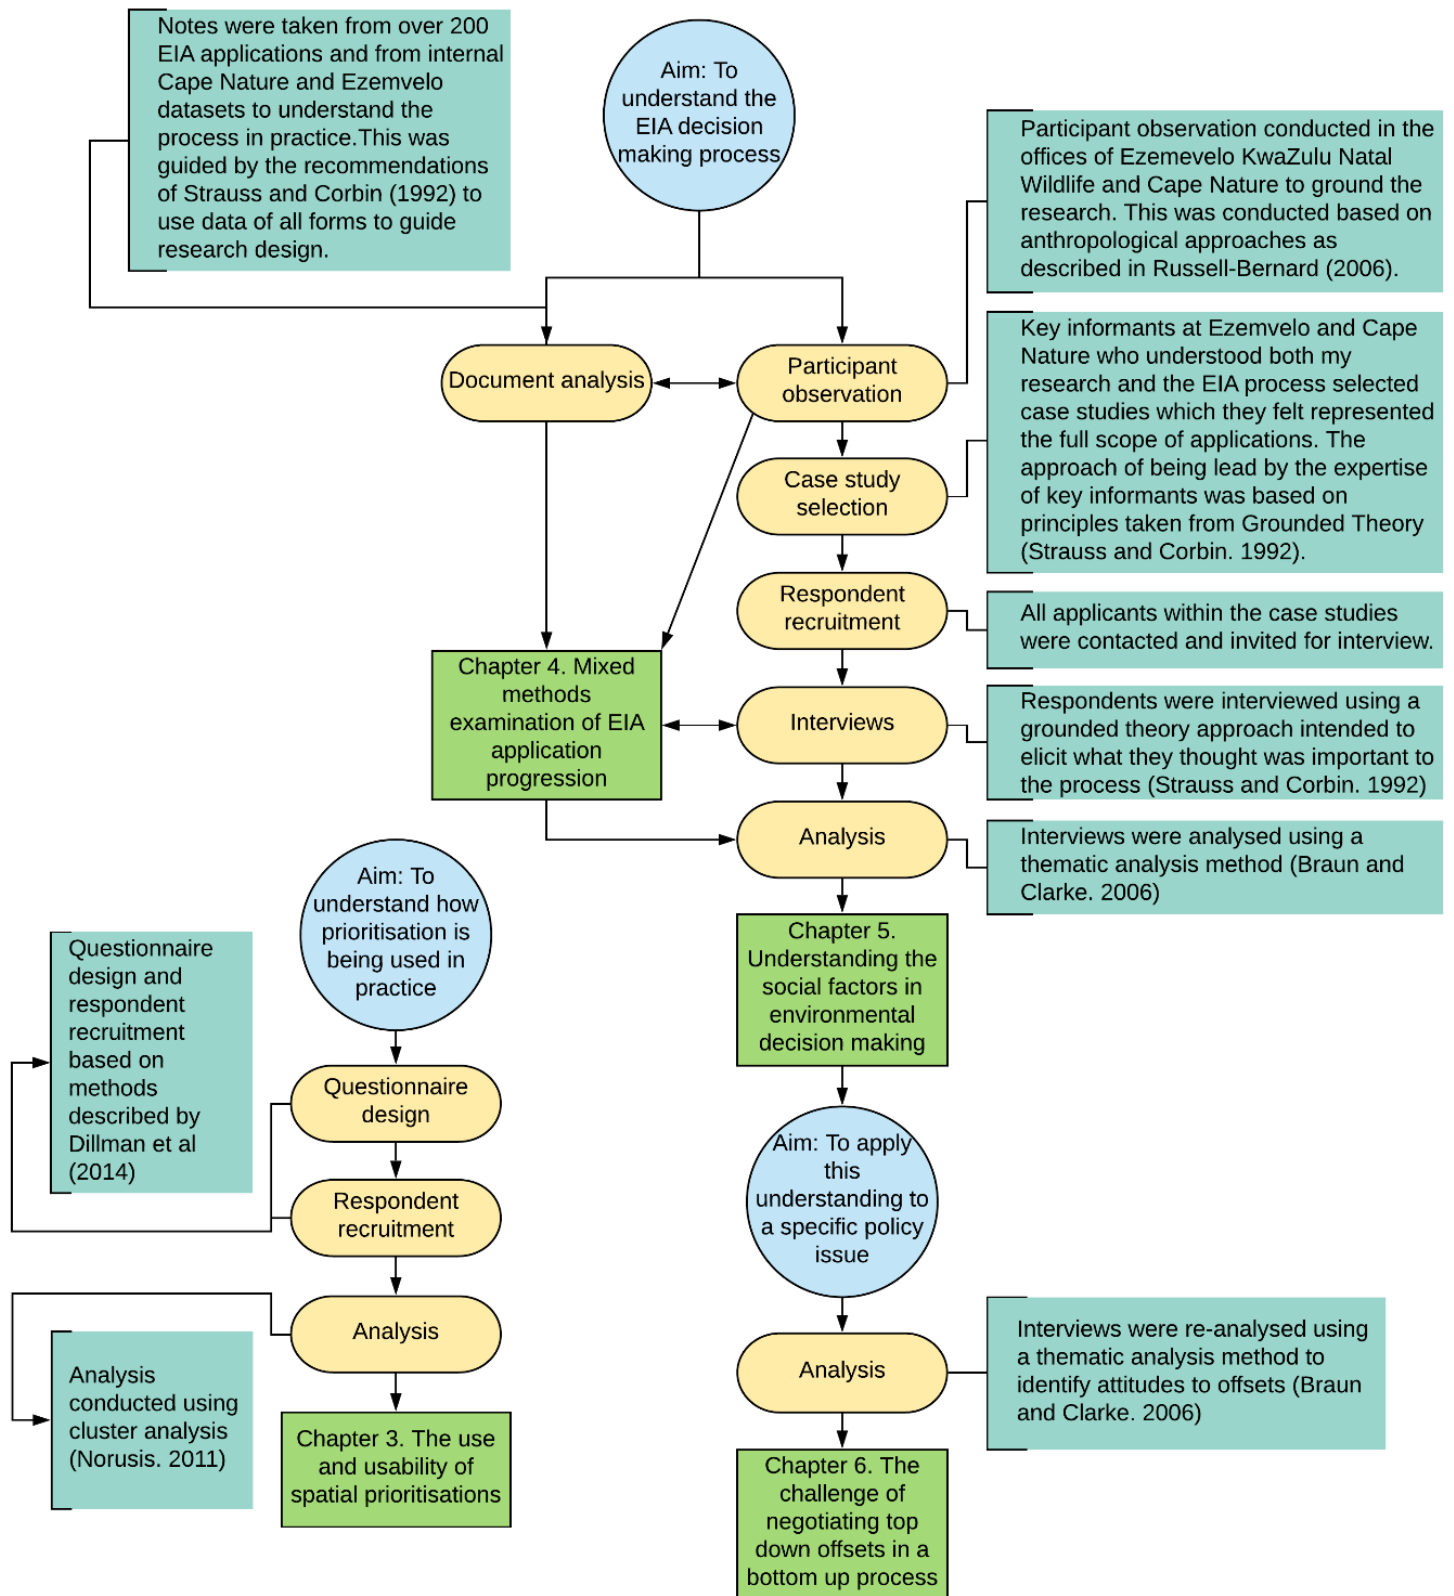 Notes were taken from over 200
EIA applications and from internal
Cape Nature and Ezemvelo
datasets to understand the
process in practice.This was
guided by the recommendations
of Strauss and Corbin (1992) to
use data of all forms to guide
research design.
Aim: To
understand the
EIA decision
making process
Participant observation conducted in the
offices of Ezemevelo KwaZulu Natal
Wildlife and Cape Nature to ground the
research. This was conducted based on
anthropological approaches as
described in Russell-Bernard (2006).
Document analysis
Participant
observation
Key informants at Ezemvelo and Cape
Nature who understood both my
research and the EIA process selected
case studies which they felt represented
the full scope of applications. The
approach of being lead by the expertise
of key informants was based on
principles taken from Grounded Theory
(Strauss and Corbin. 1992).
Case study
selection
Respondent
recruitment
All applicants within the case studies
were contacted and invited for interview.
Chapter 4. Mixed
methods
examination of EIA
application
progression
Interviews
Respondents were interviewed using a
grounded theory approach intended to
elicit what they thought was important to
the process (Strauss and Corbin. 1992)
Analysis
Interviews were analysed using a
thematic analysis method (Braun and
Clarke. 2006)
Chapter 5.
Understanding the
social factors in
environmental
decision making
Aim: To
understand how
prioritisation is
being used in
practice
Questionnaire
design and
respondent
recruitment
based on
methods
described by
Dillman et al
(2014)
Questionnaire
design
Respondent
recruitment
Analysis
Analysis
conducted using
cluster analysis
(Norusis. 2011)
Chapter 3. The use
and usability of
spatial prioritisations
Aim: To apply
this
understanding to
a specific policy
issue
Analysis
Interviews were re-analysed using
a thematic analysis method to
identify attitudes to offsets (Braun
and Clarke. 2006)
Chapter 6. The
challenge of
negotiating top
down offsets in a
bottom up process